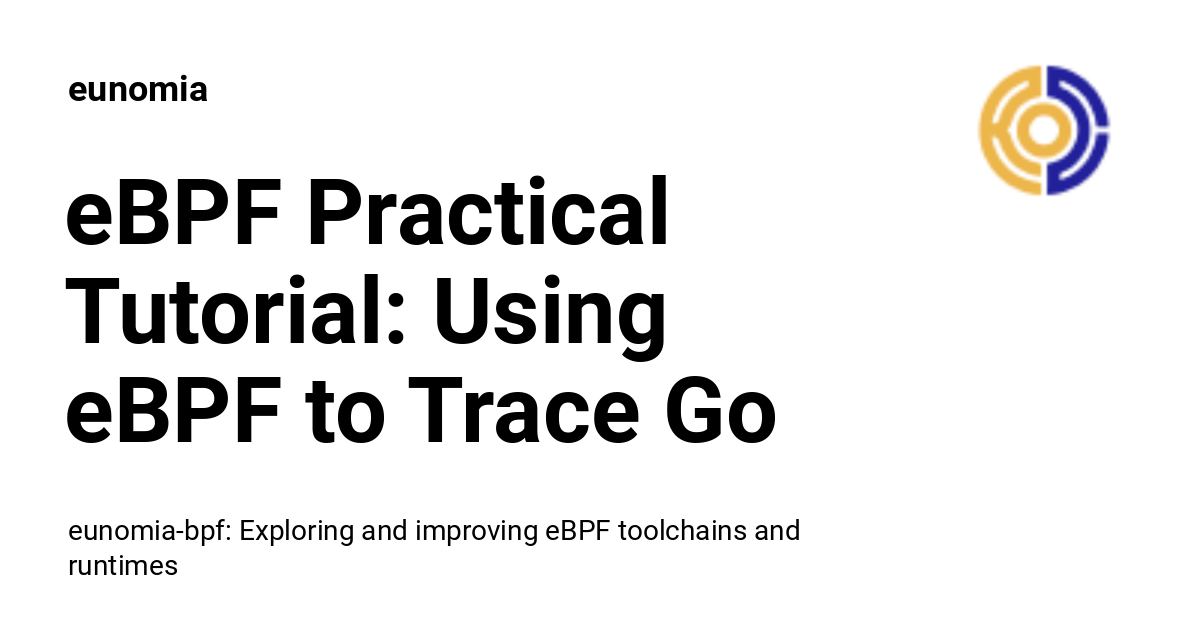 eunomia
eBPF Practical
Tutorial: Using
eBPF to Trace Go
eunomia-bpf: Exploring and improving eBPF toolchains and
runtimes